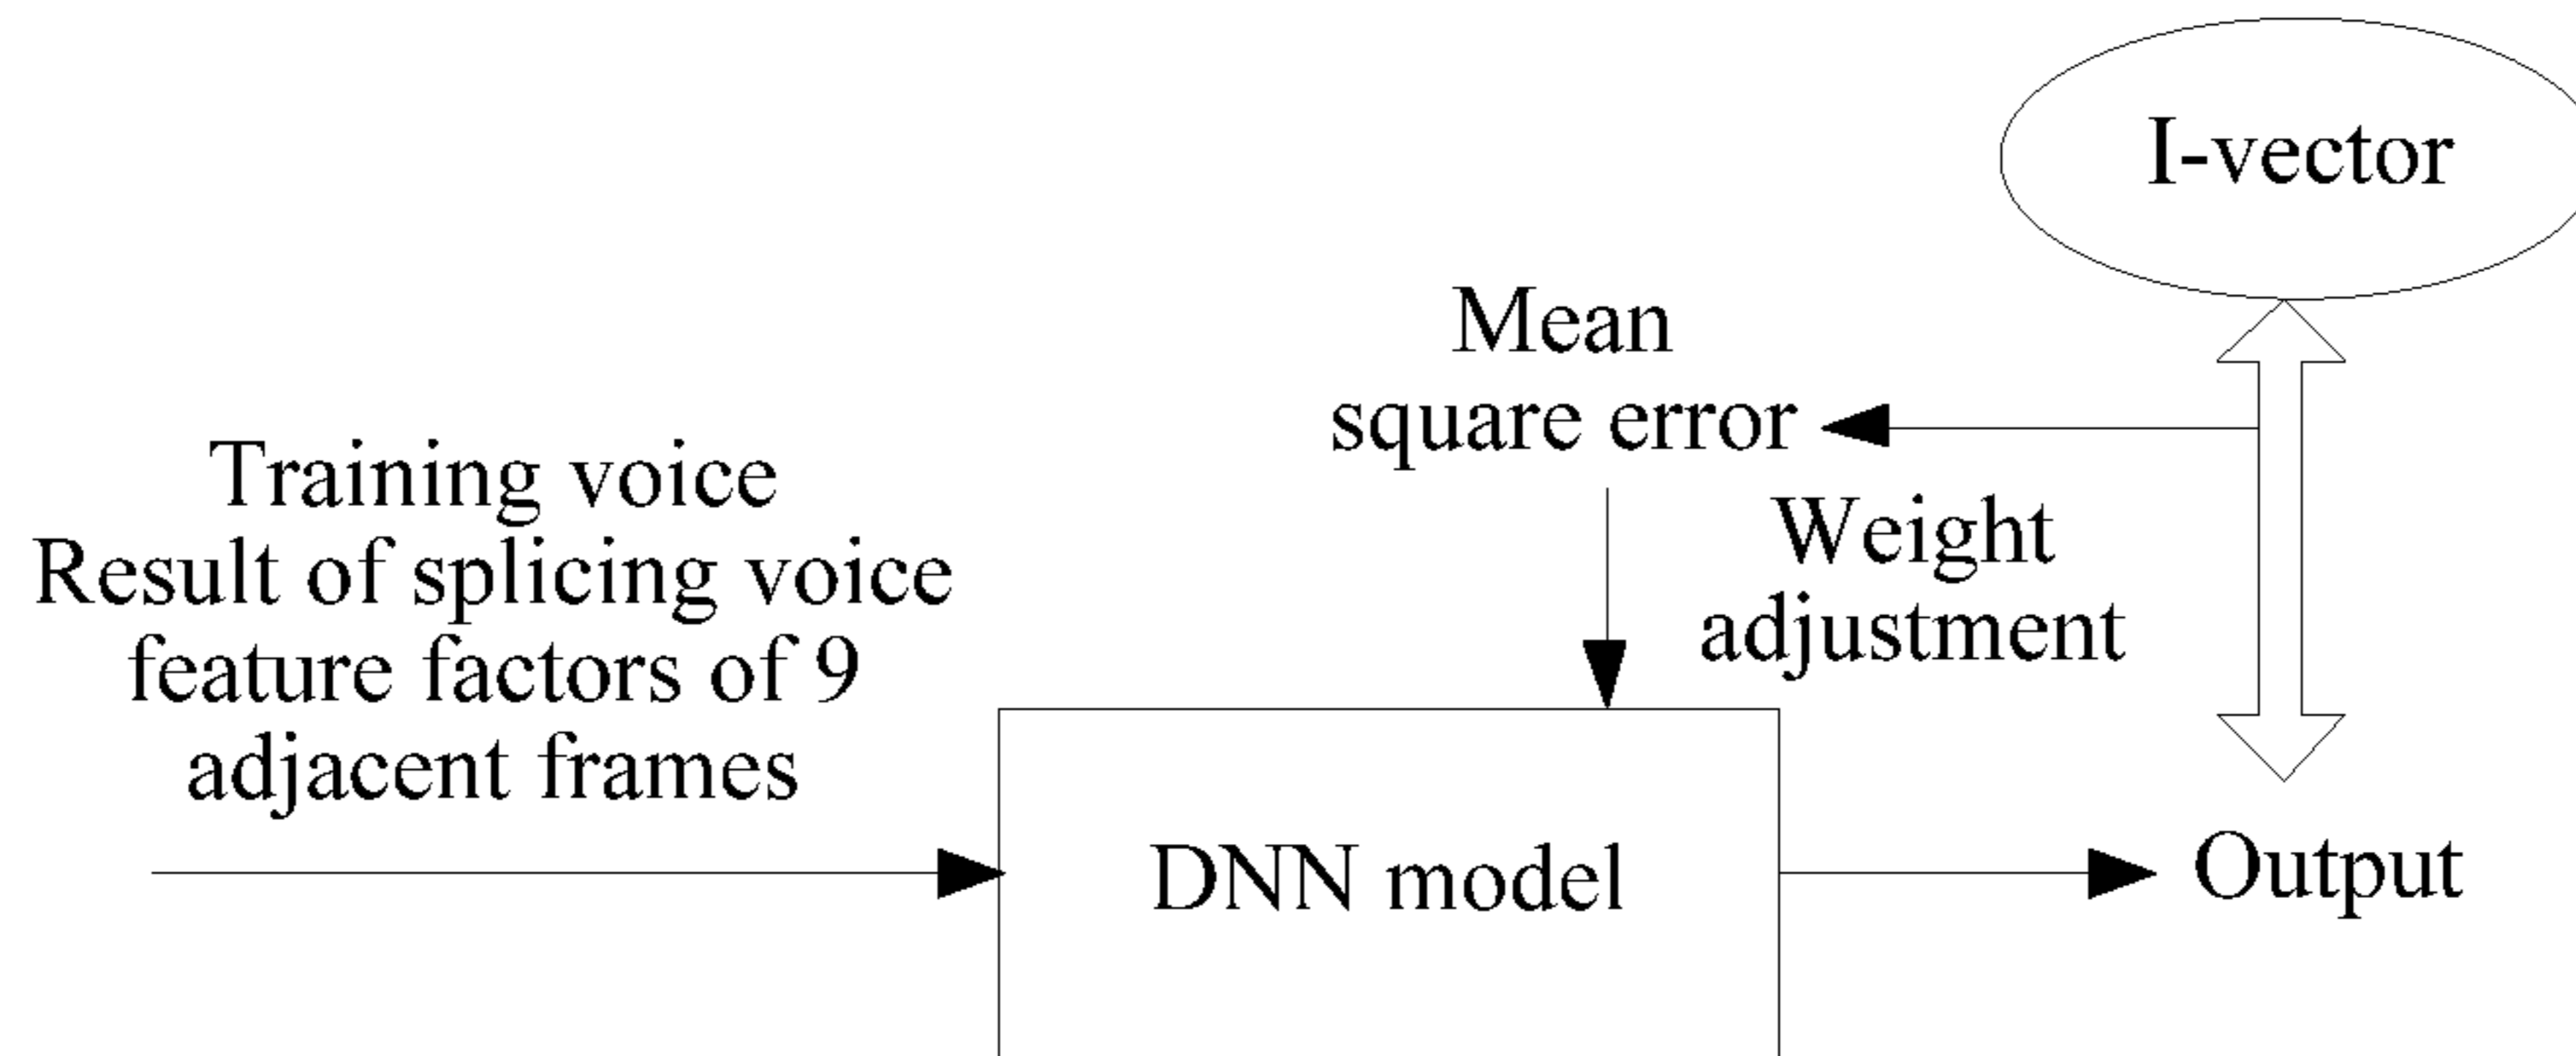 I-vector
Mean
square error
Weight
adjustment
Training voice
Result of splicing voice
feature factors of 9
adjacent frames
DNN model
Output